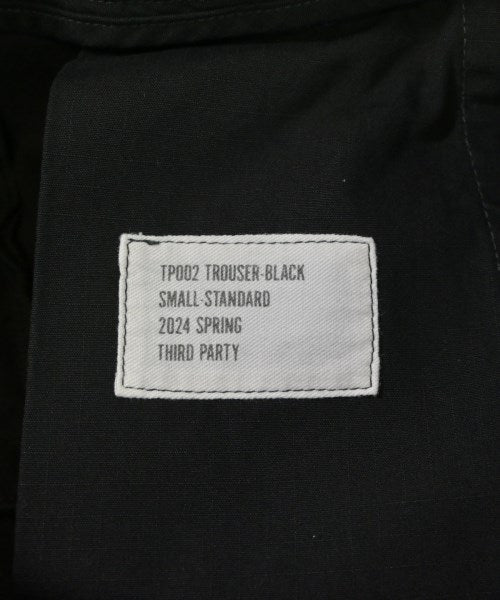 TP002 TROUSER-BLACK
SMALL-STANDARD
2024 SPRING
THIRD PARTY